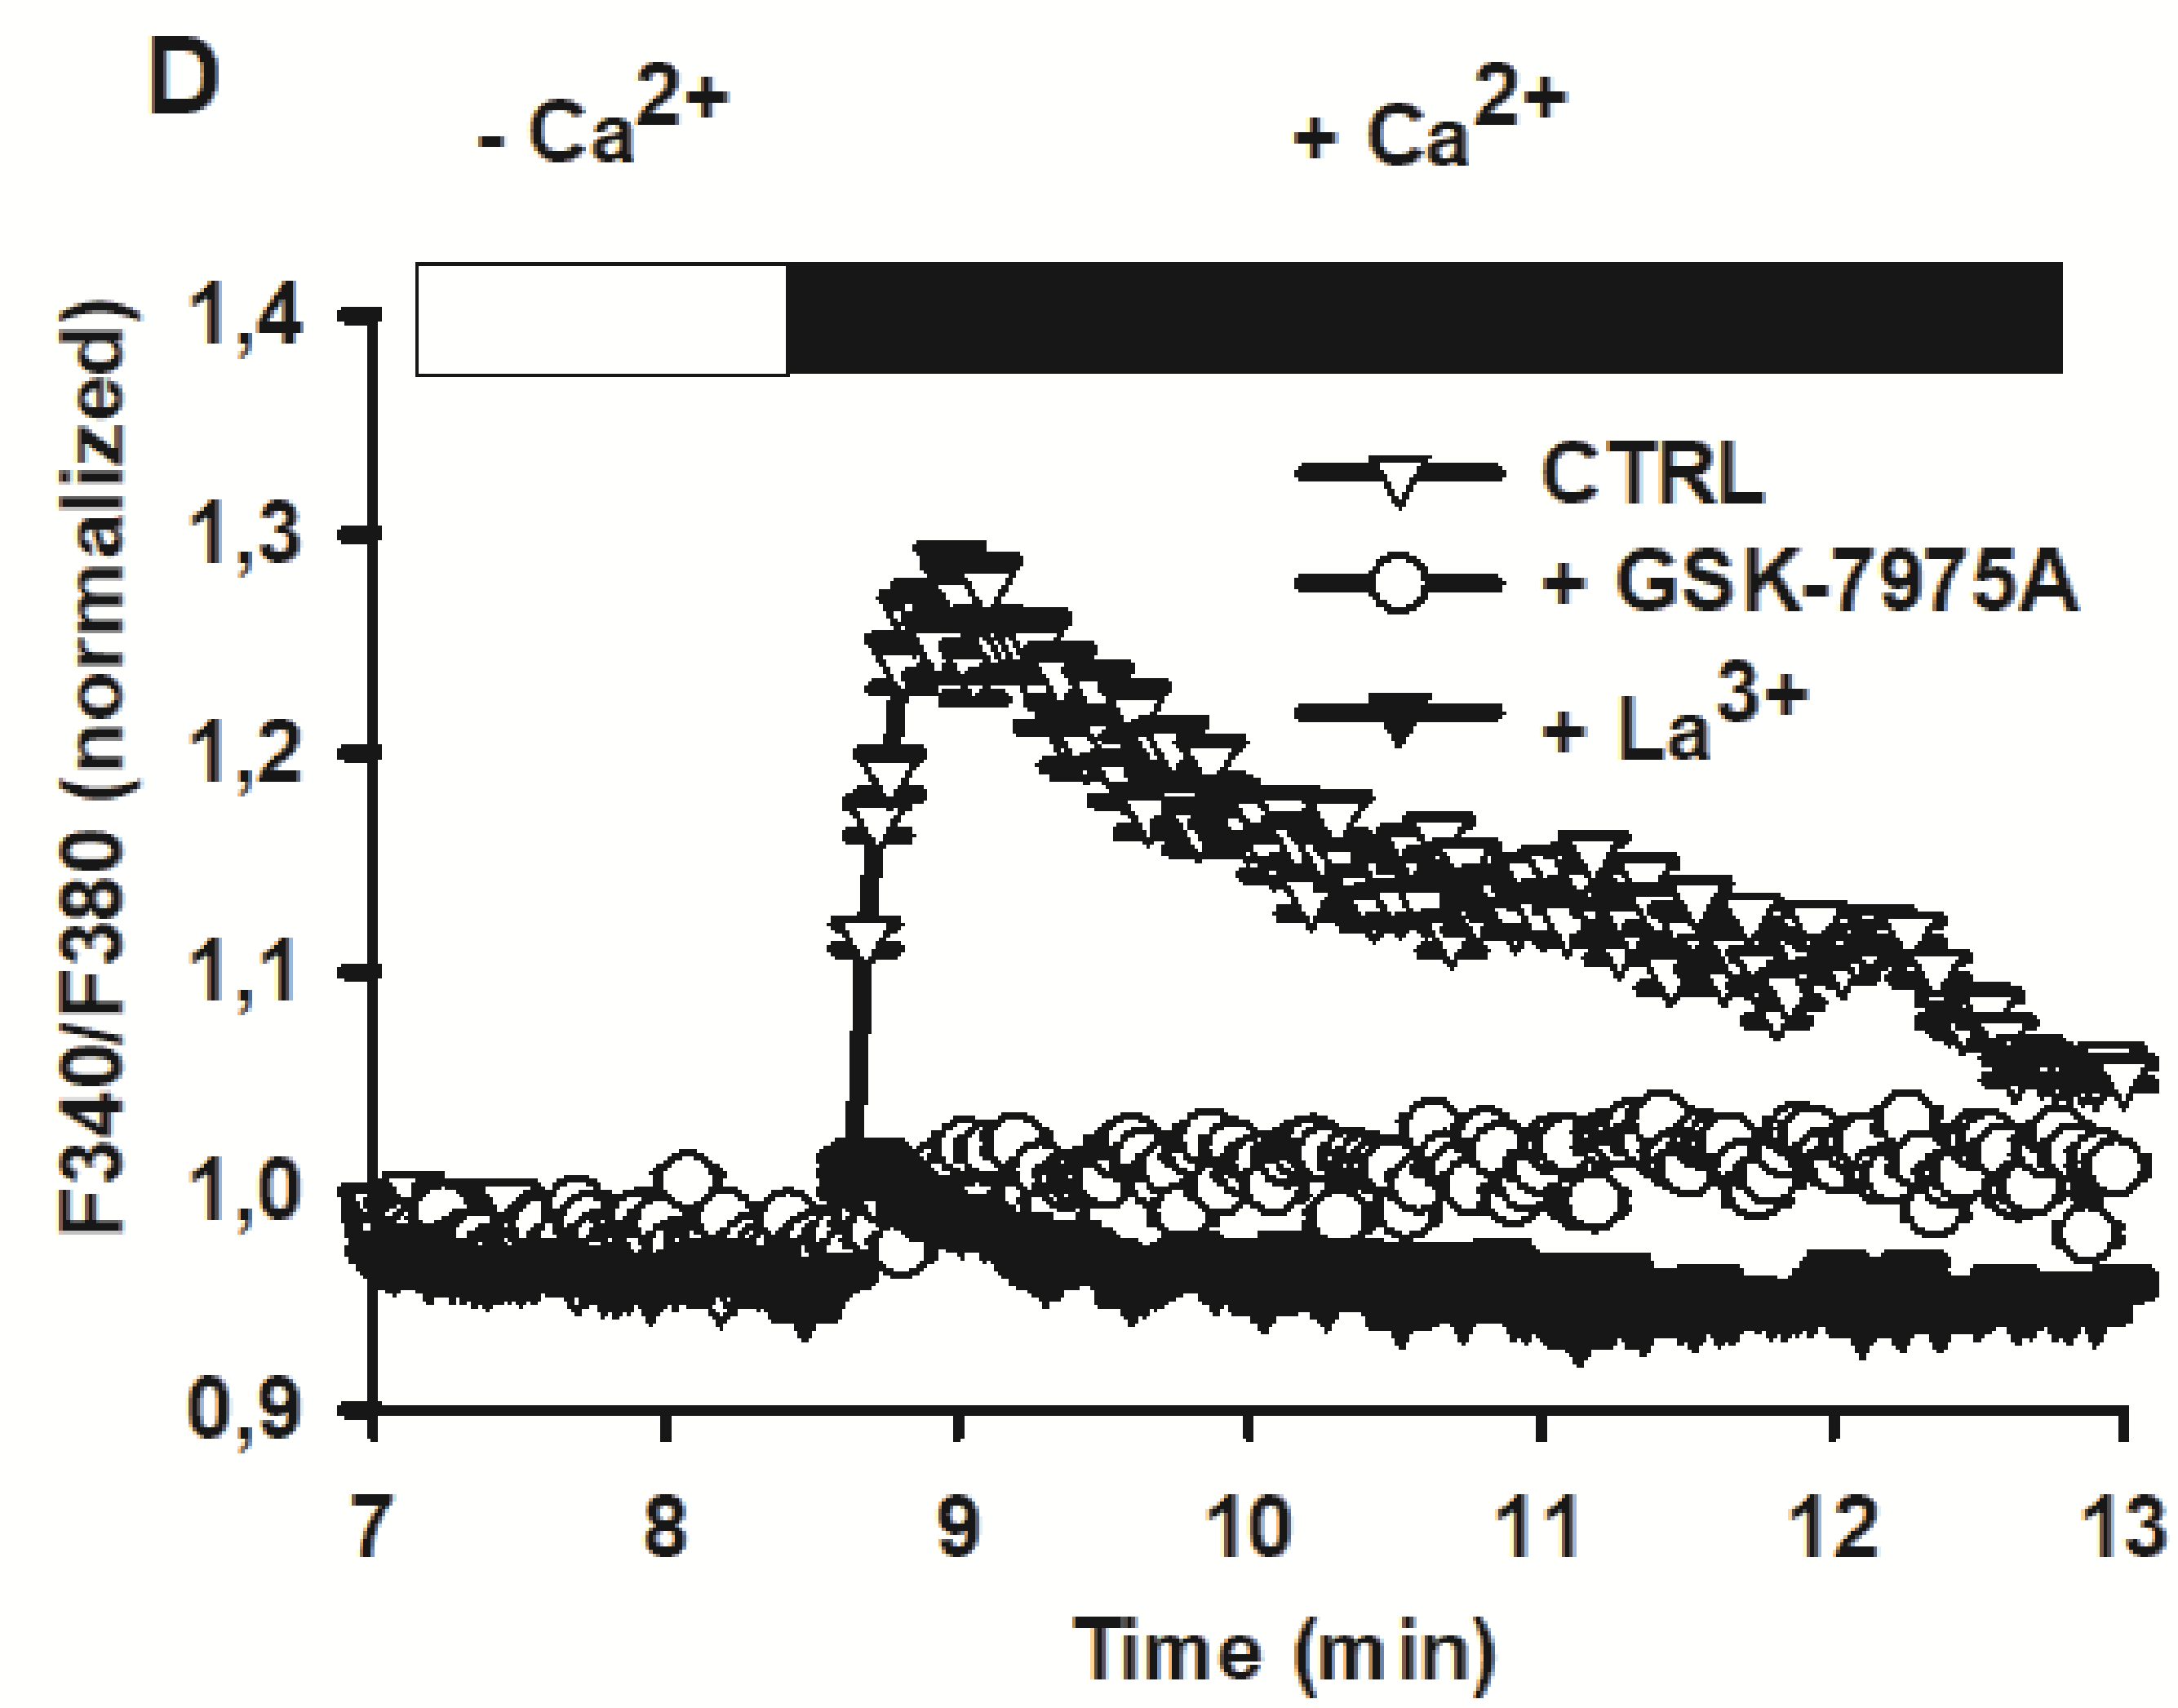 D
- Ca2+
+ Ca2+
F340/F380 (normalized)
1,4
1,3
1,2
1,1
1,0
0,9
CTRL
+ GSK-7975A
+ La3+
7 8 9 10 11 12 13
Time (min)